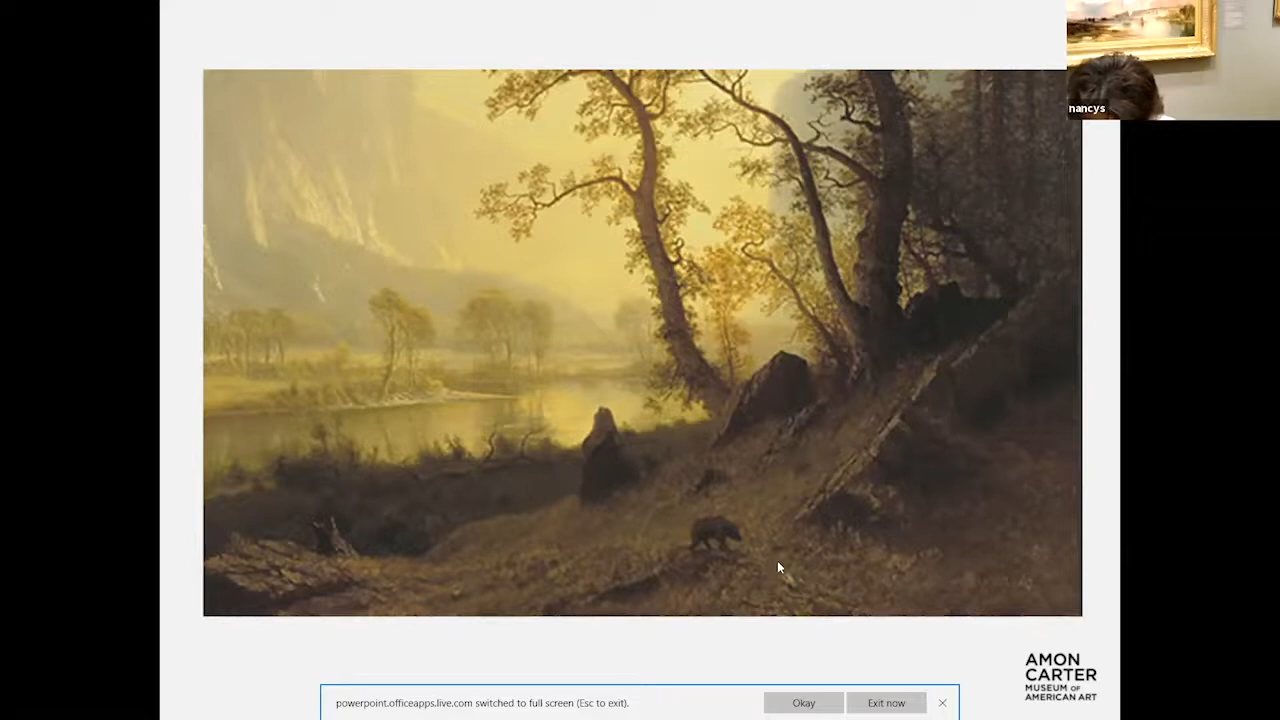 nancys
AMON
CARTER
MUSEUM OF
AMERICAN ART
powerpoint.officeapps.live.com switched to full screen (Esc to exit).
Okay
Exit now